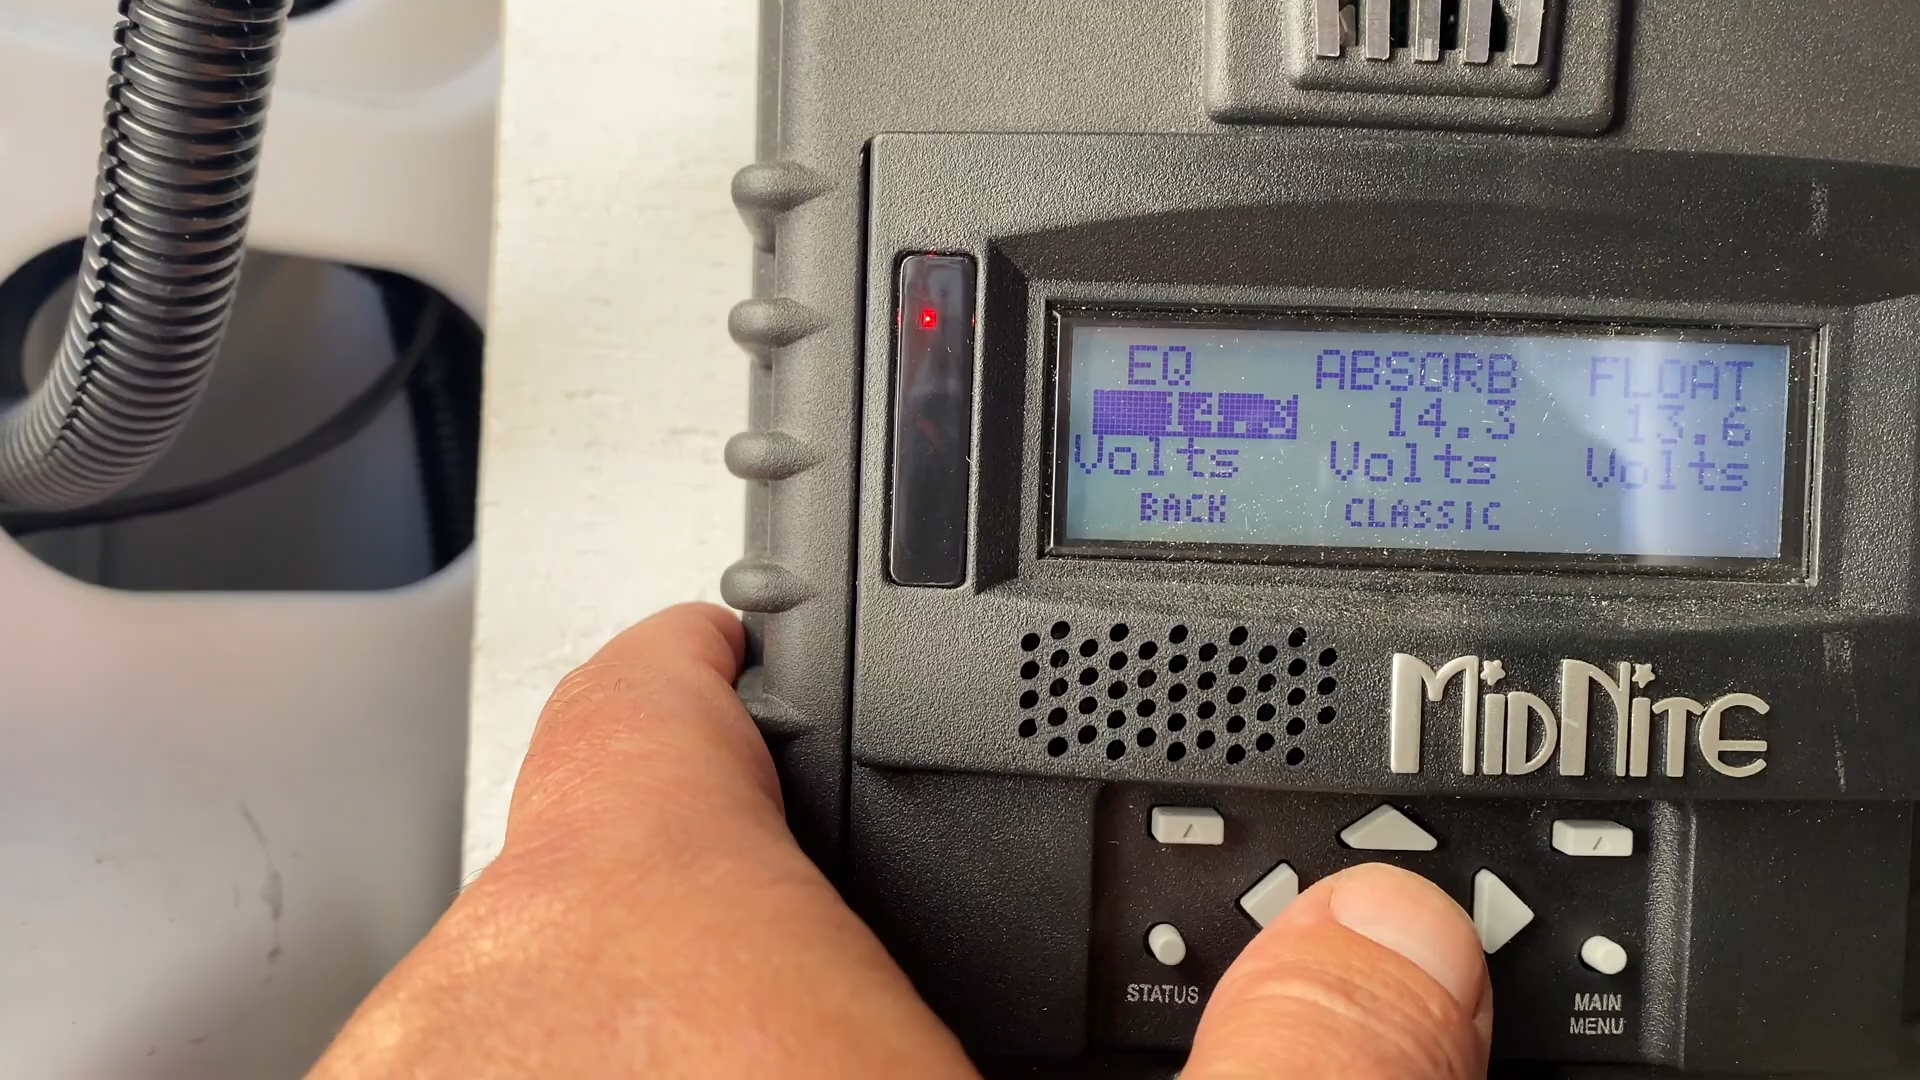 EQ ABSORB FLOAT
14.3 13.6
Volts Volts Volts
BACK CLASSIC
MIDNITE
STATUS
MAIN
MENU